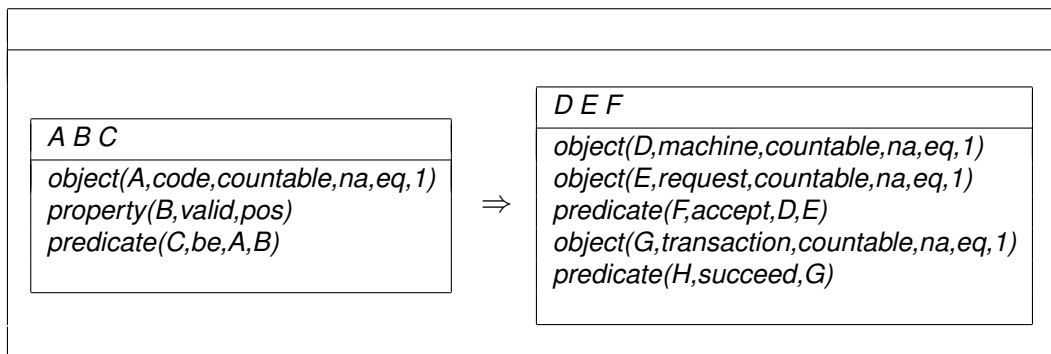 A B C
object(A,code,countable,na,eq,1)
property(B,valid,pos)
predicate(C,be,A,B)
⇒
D E F
object(D,machine,countable,na,eq,1)
object(E,request,countable,na,eq,1)
predicate(F,accept,D,E)
object(G,transaction,countable,na,eq,1)
predicate(H,succeed,G)